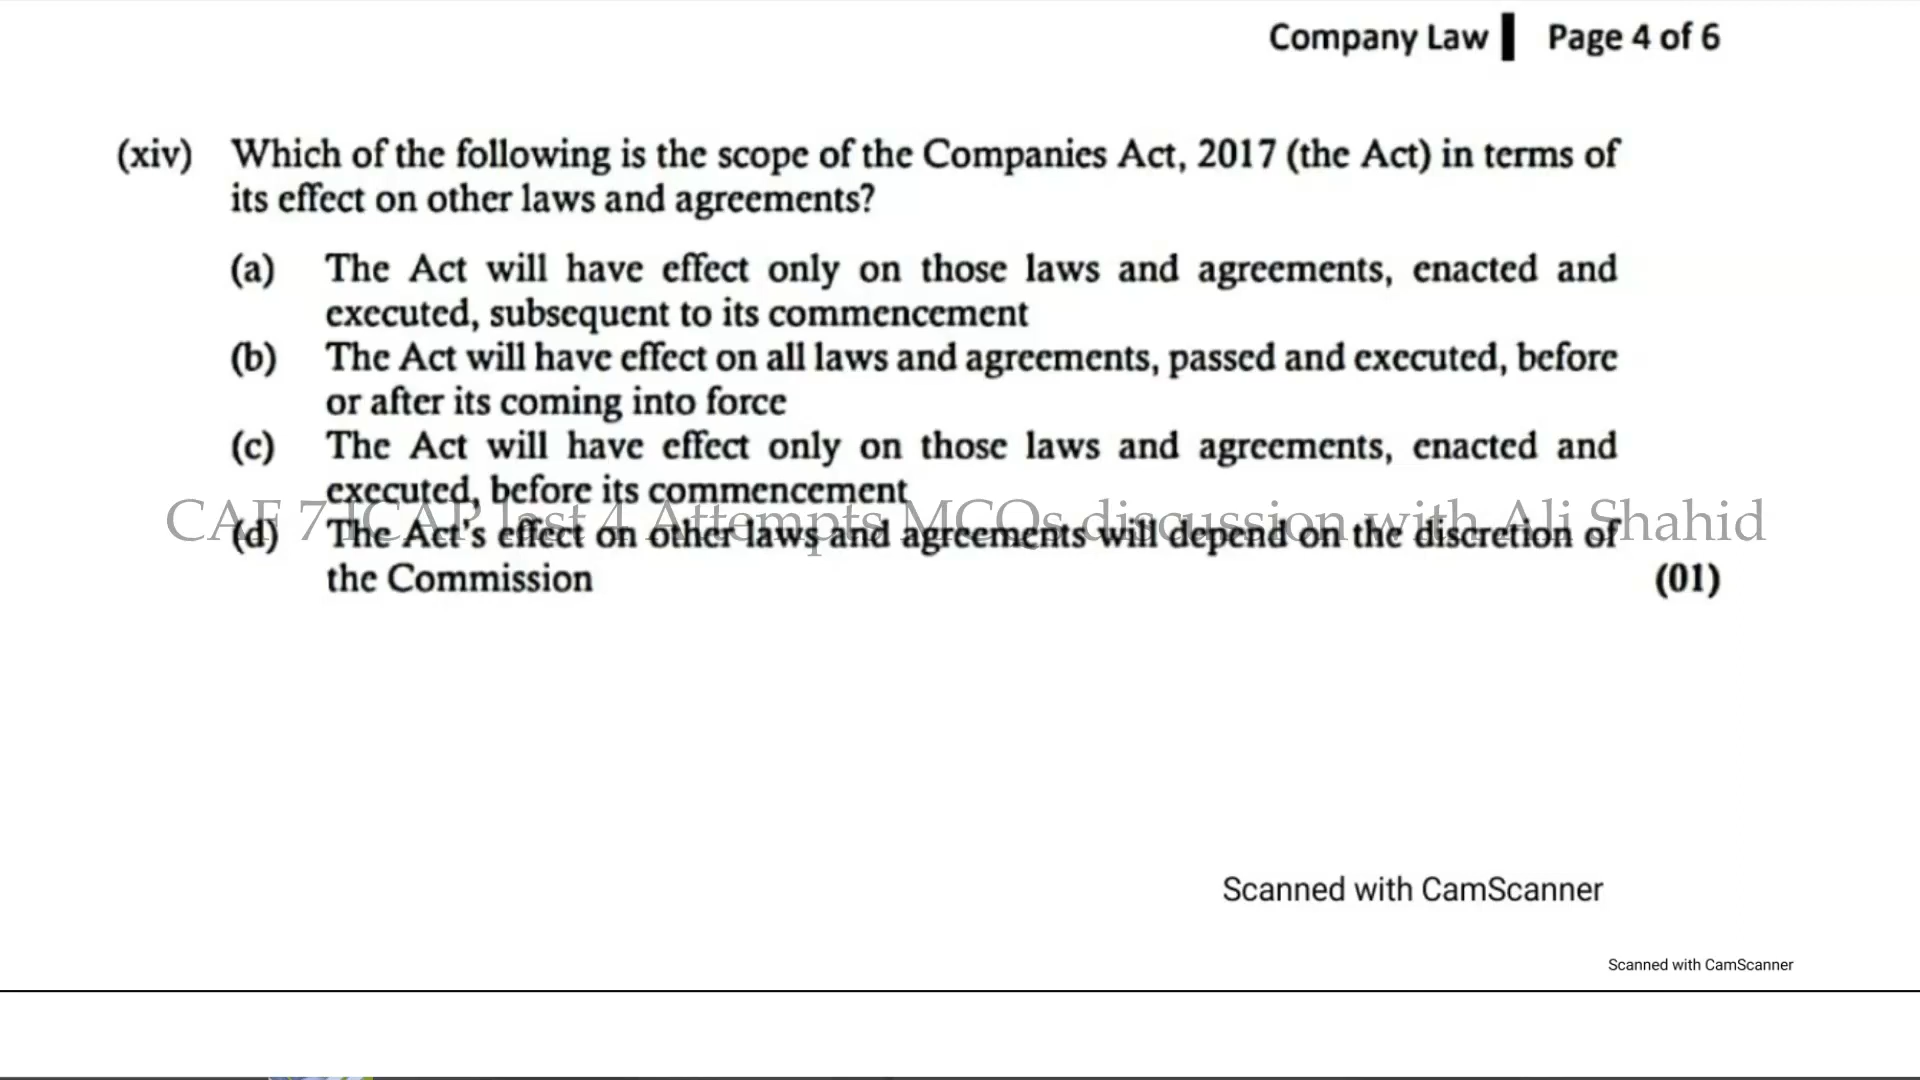 Company Law | Page 4 of 6
(xiv) Which of the following is the scope of the Companies Act, 2017 (the Act) in terms of
its effect on other laws and agreements?
(a) The Act will have effect only on those laws and agreements, enacted and
executed, subsequent to its commencement
(b) The Act will have effect on all laws and agreements, passed and executed, before
or after its coming into force
(c) The Act will have effect only on those laws and agreements, enacted and
executed, before its commencement
CAF 7 ICAP last 4 Attempts MCQs discussion with Ali Shahid
(d) The Act's effect on other laws and agreements will depend on the discretion of
the Commission (01)
Scanned with CamScanner
Scanned with CamScanner